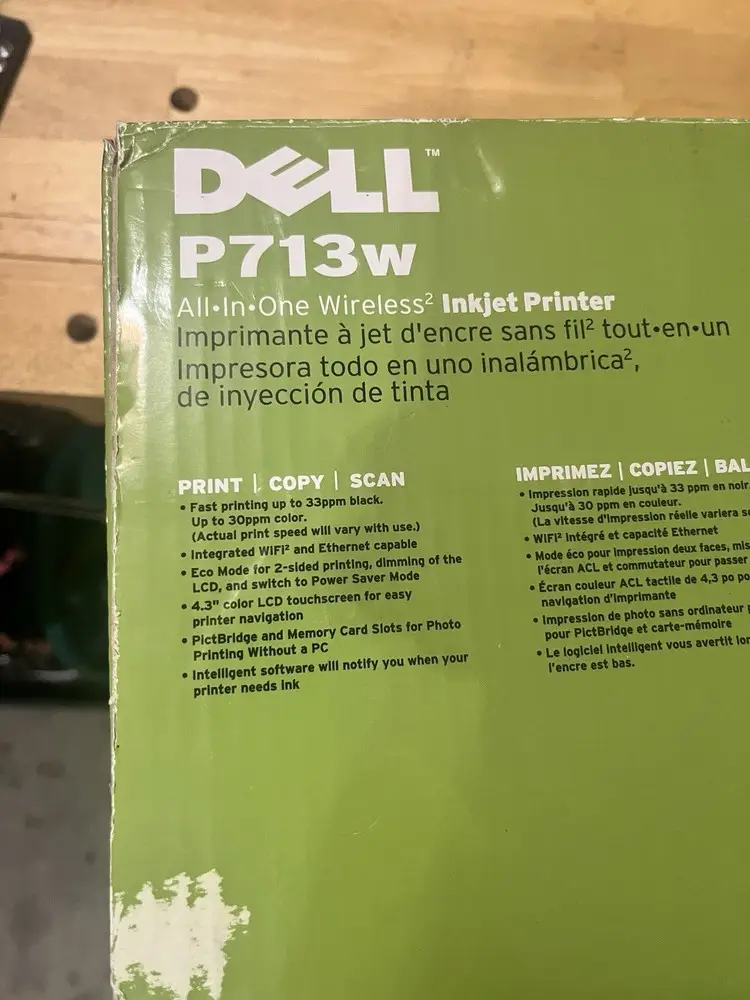 DELL™
P713w
All•In•One Wireless² Inkjet Printer
Imprimante à jet d'encre sans fil² tout•en•un
Impresora todo en uno inalámbrica²,
de inyección de tinta
PRINT | COPY | SCAN
• Fast printing up to 33ppm black.
Up to 30ppm color.
(Actual print speed will vary with use.)
• Integrated WiFi² and Ethernet capable
• Eco Mode for 2-sided printing, dimming of the
LCD, and switch to Power Saver Mode
• 4.3" color LCD touchscreen for easy
printer navigation
• PictBridge and Memory Card Slots for Photo
Printing Without a PC
• Intelligent software will notify you when your
printer needs ink
IMPRIMEZ | COPIEZ | BAL
• Impression rapide jusqu'à 33 ppm en noir.
Jusqu'à 30 ppm en couleur.
(La vitesse d'impression réelle variera
• WiFi² intégré et capacité Ethernet
• Mode éco pour impression deux faces,
l'écran ACL et commutateur pour passer
• Écran couleur ACL tactile de 4,3 po
navigation d'imprimante
• Impression de photo sans ordinateur
pour PictBridge et carte-mémoire
• Le logiciel intelligent vous avertit
l'encre est bas.